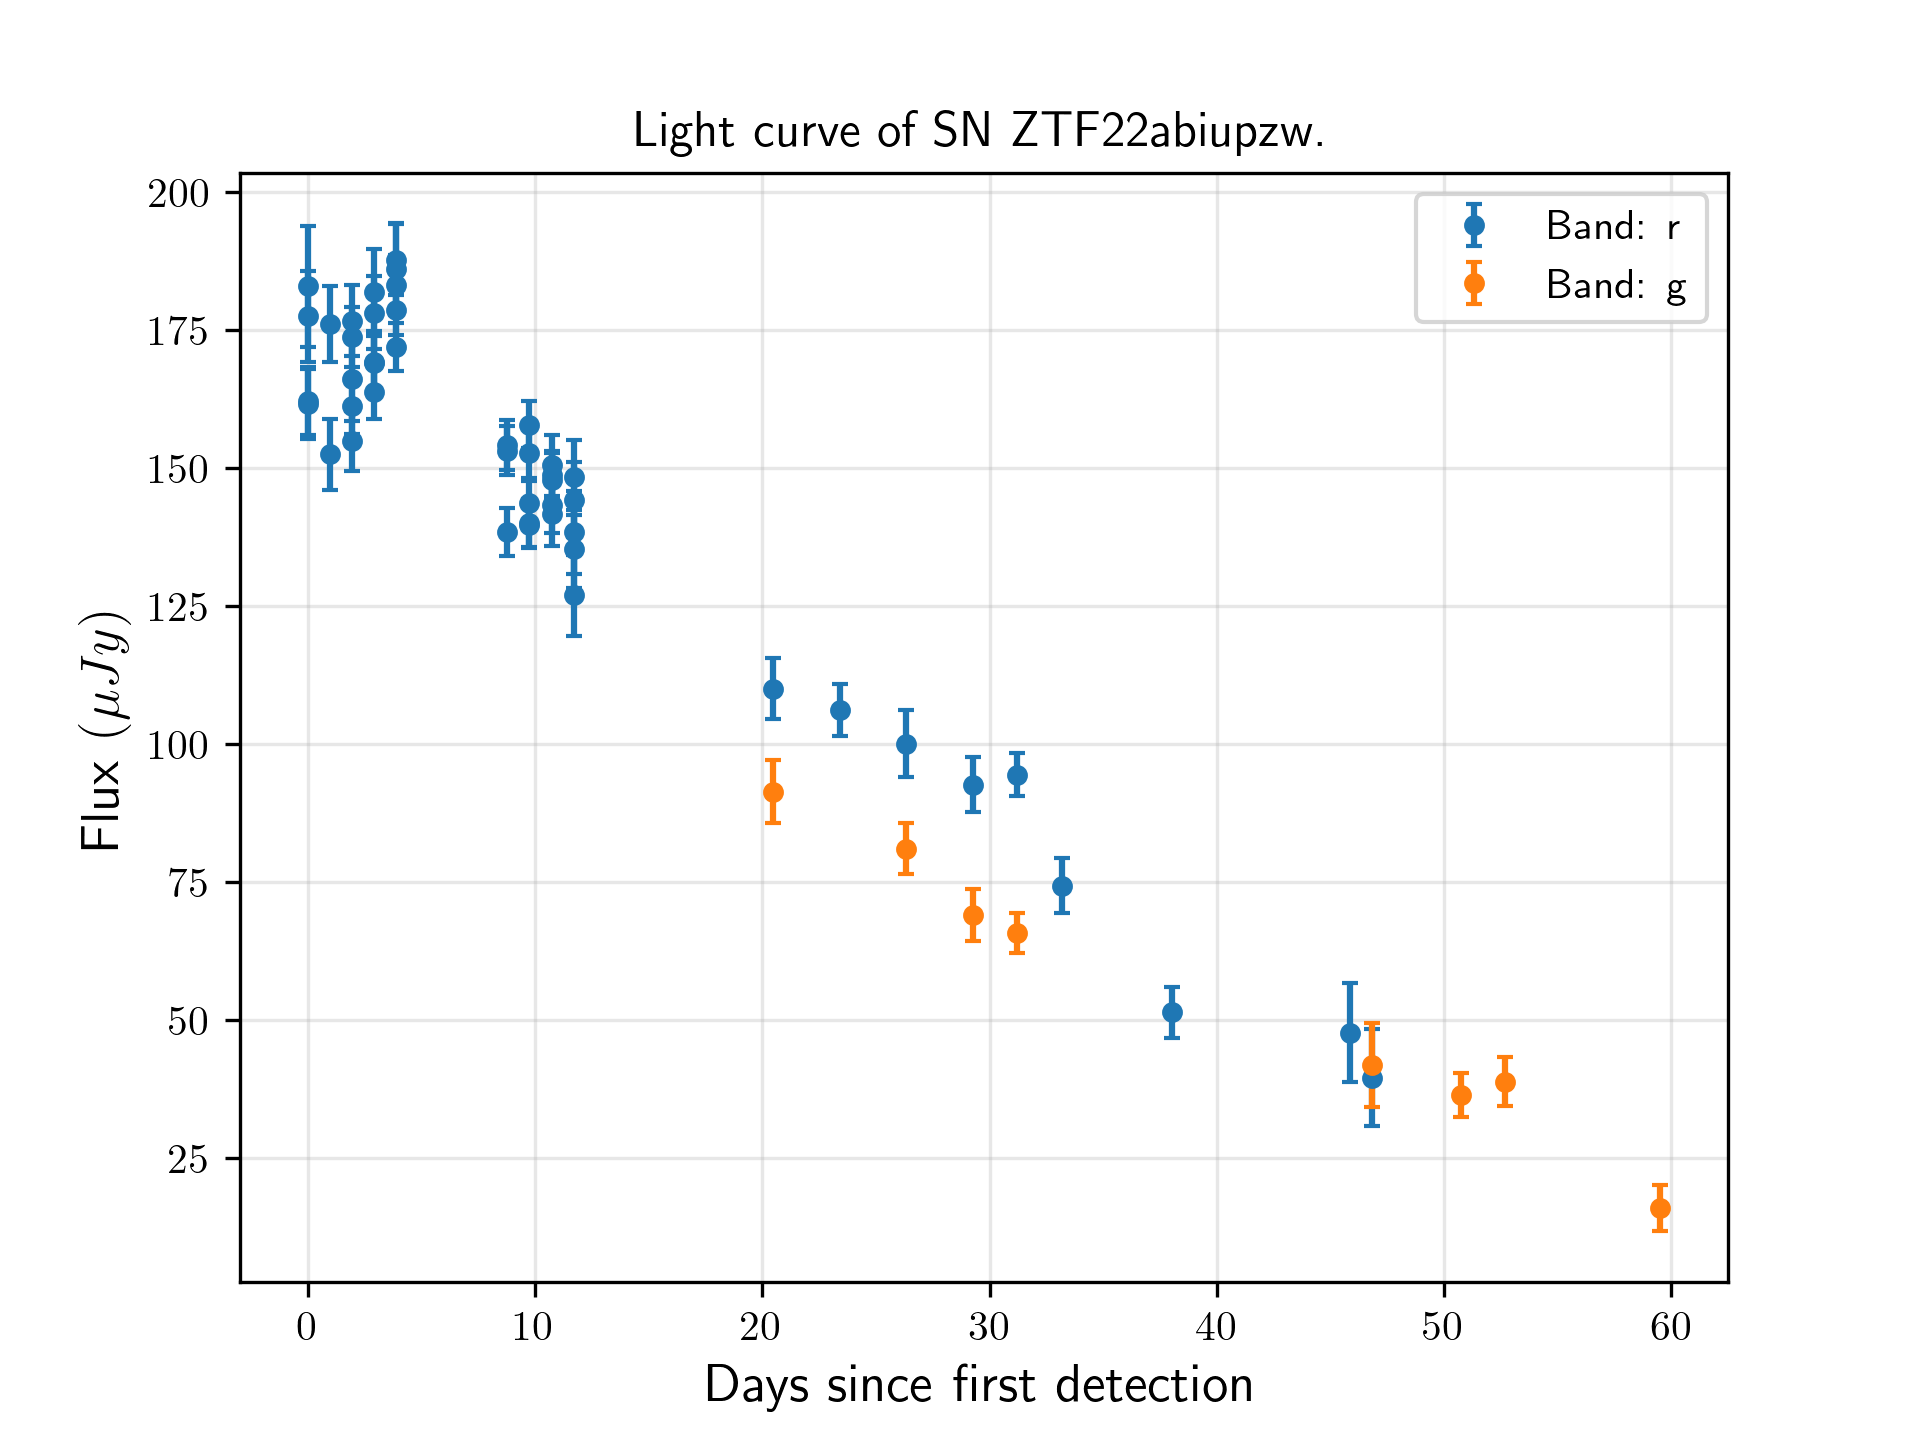 Light curve of SN ZTF22abiupzw.
200
175
150
125
100
75
50
25
Flux (μJy)
Band: r
Band: g
0 10 20 30 40 50 60
Days since first detection